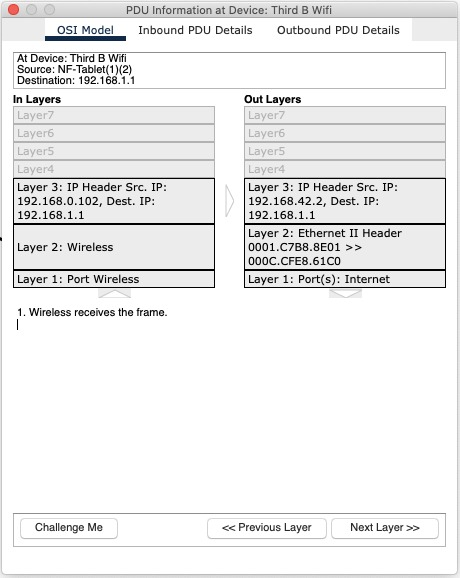 PDU Information at Device: Third B Wifi
OSI Model
Inbound PDU Details
Outbound PDU Details
At Device: Third B Wifi
Source: NF-Tablet(1)(2)
Destination: 192.168.1.1
In Layers
Layer7
Layer6
Layer5
Layer4
Layer 3: IP Header Src. IP:
192.168.0.102, Dest. IP:
192.168.1.1
Layer 2: Wireless
Layer 1: Port Wireless
Out Layers
Layer7
Layer6
Layer5
Layer4
Layer 3: IP Header Src. IP:
192.168.42.2, Dest. IP:
192.168.1.1
Layer 2: Ethernet II Header
0001.C7B8.8E01 >>
000C.CFE8.61C0
Layer 1: Port(s): Internet
1. Wireless receives the frame.
Challenge Me
<< Previous Layer
Next Layer >>